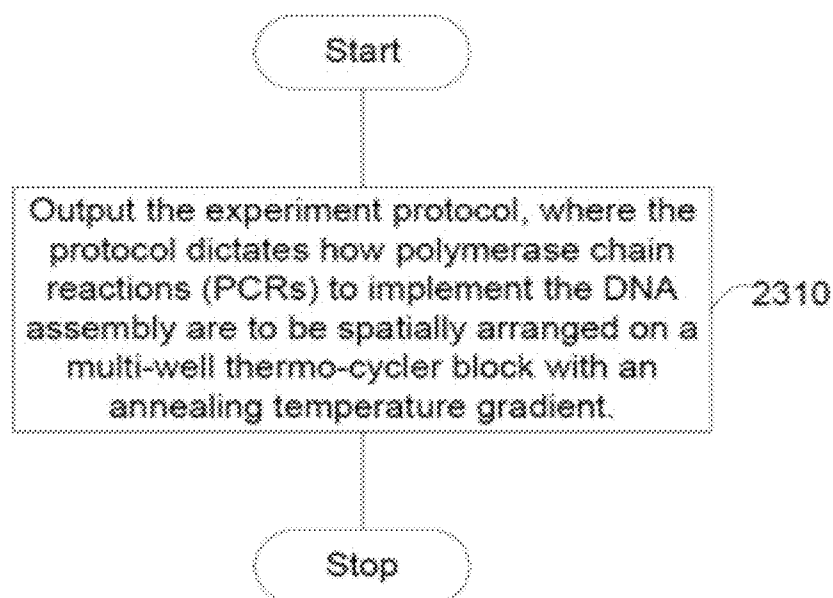 Start
Output the experiment protocol, where the
protocol dictates how polymerase chain
reactions (PCRs) to implement the DNA
assembly are to be spatially arranged on a
multi-well thermo-cycler block with an
annealing temperature gradient.
2310
Stop